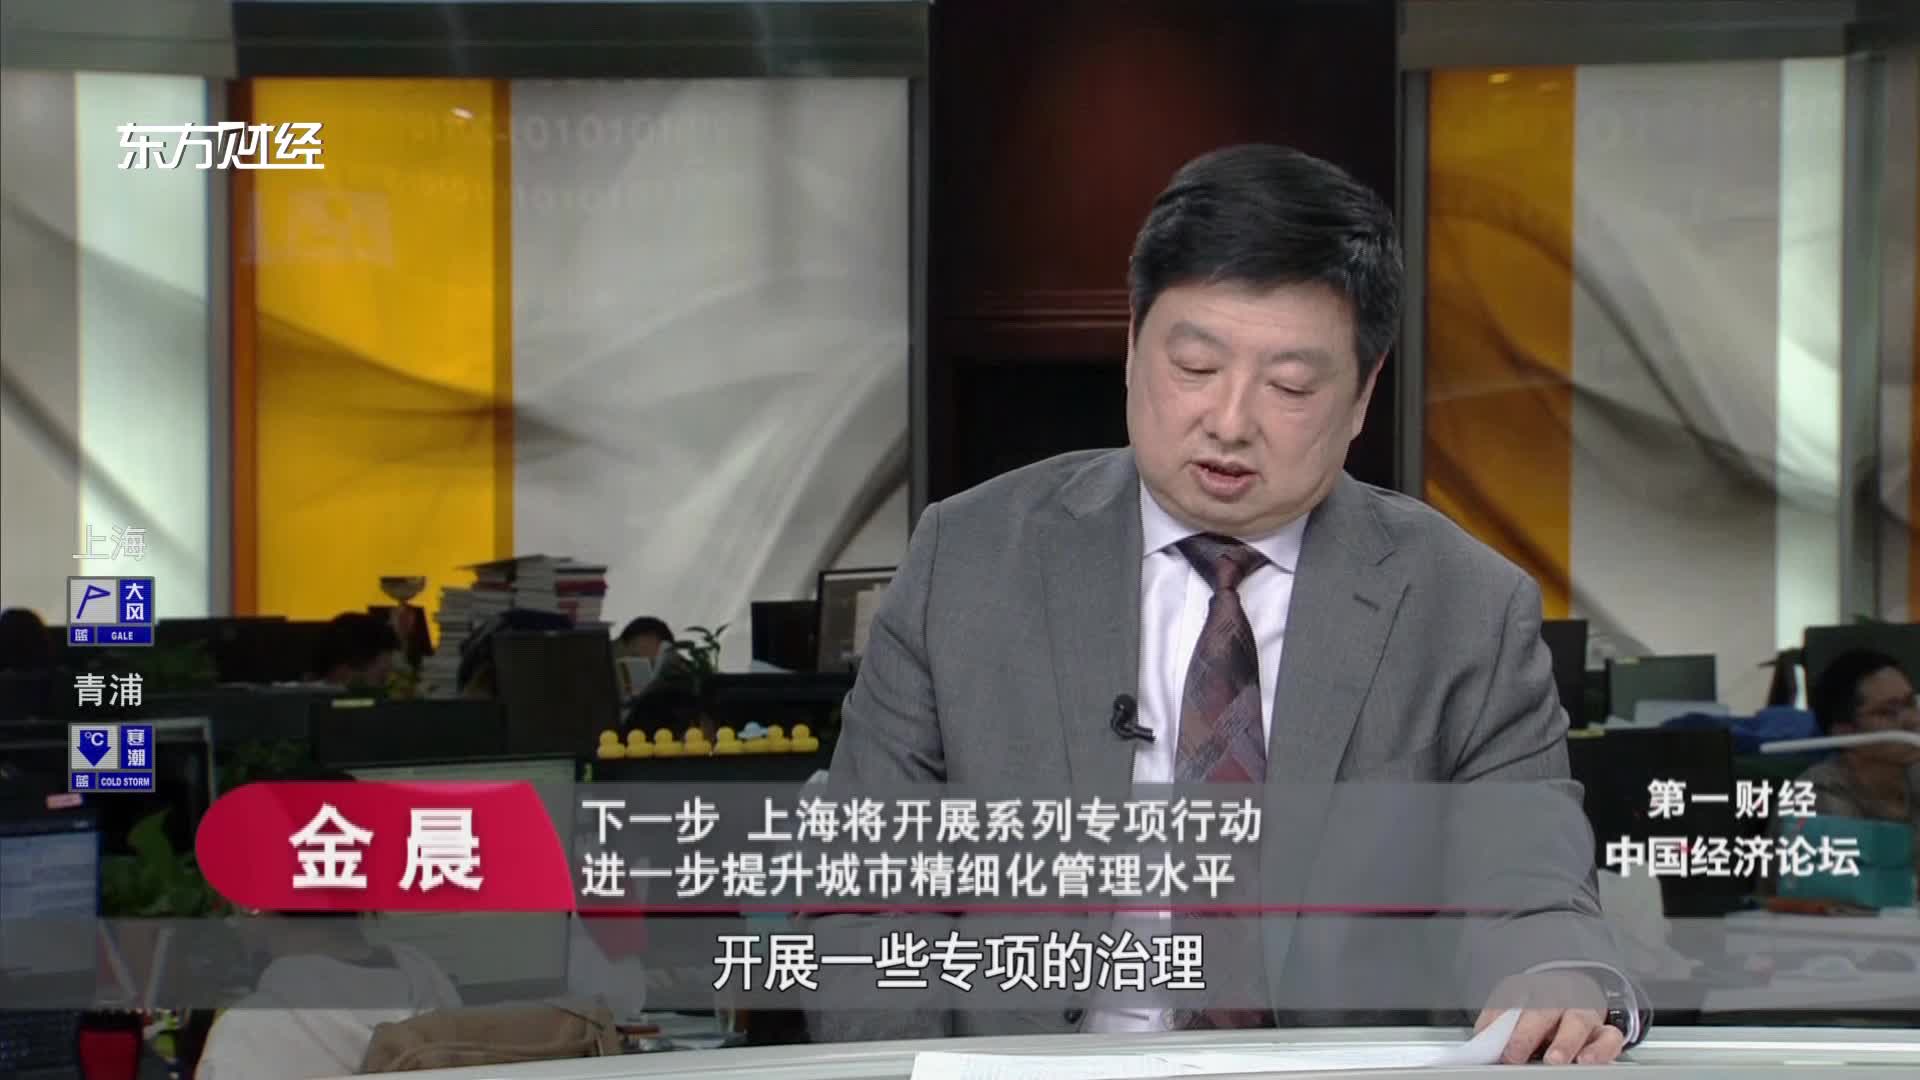 东方财经
上海
大风
蓝 GALE
青浦
℃ 寒潮
蓝 COLD STORM
金晨
下一步 上海将开展系列专项行动
进一步提升城市精细化管理水平
第一财经
中国经济论坛
开展一些专项的治理